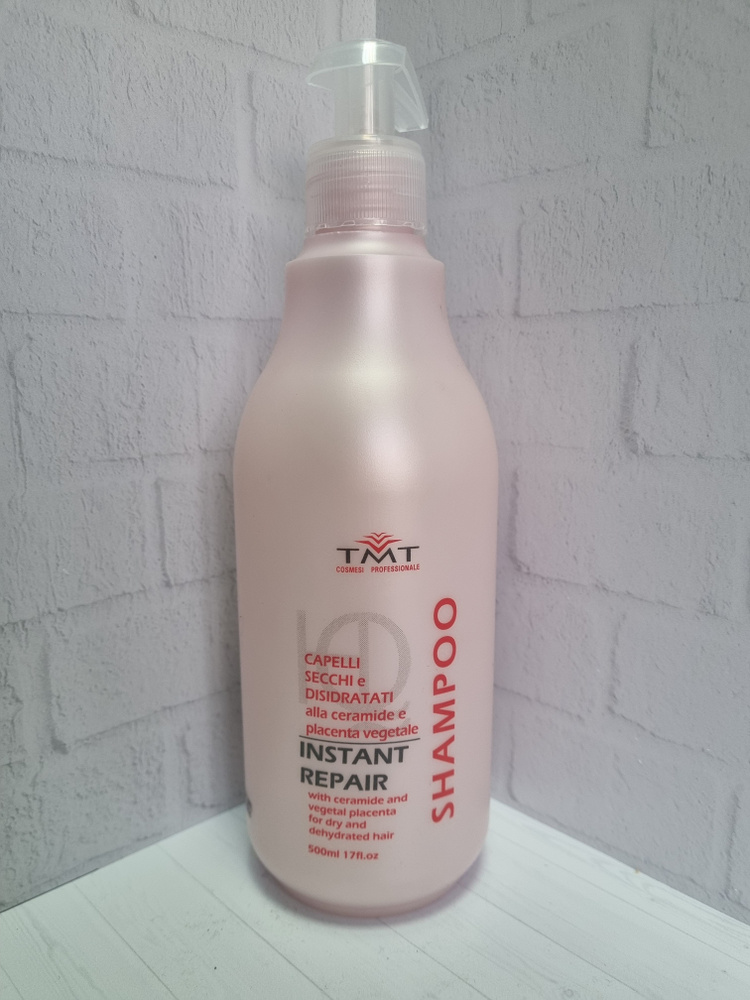 TMT
COSMESI PROFESSIONALE
CAPELLI
SECCHI e
DISIDRATATI
alla ceramide e
placenta vegetale
INSTANT
REPAIR
with ceramide and
vegetal placenta
for dry and
dehydrated hair
500ml 17fl.oz
SHAMPOO